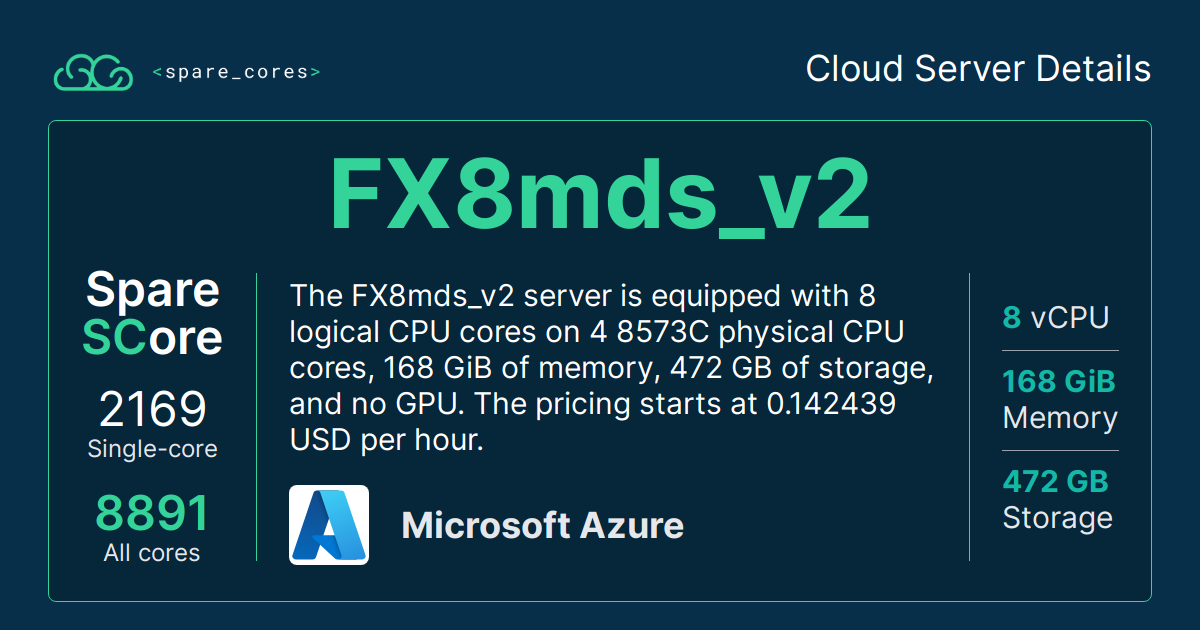 <spare_cores>
Cloud Server Details
FX8mds_v2
Spare
SCore
2169
Single-core
8891
All cores
The FX8mds_v2 server is equipped with 8
logical CPU cores on 4 8573C physical CPU
cores, 168 GiB of memory, 472 GB of storage,
and no GPU. The pricing starts at 0.142439
USD per hour.
Microsoft Azure
8 vCPU
168 GiB
Memory
472 GB
Storage